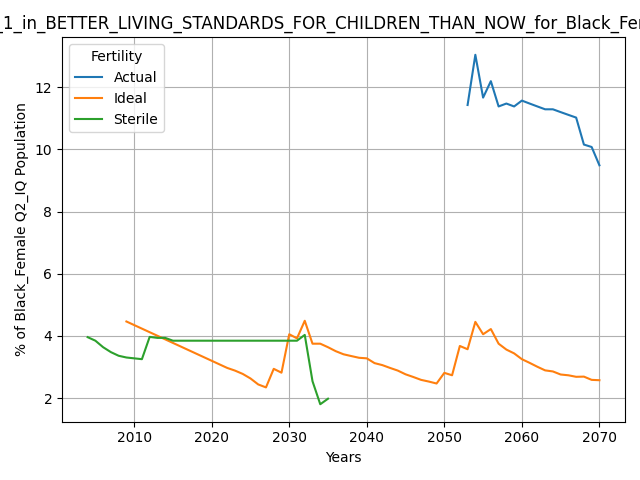 _1_in_BETTER_LIVING_STANDARDS_FOR_CHILDREN_THAN_NOW_for_Black_Fe
Fertility
Actual
Ideal
Sterile
% of Black_Female Q2_IQ Population
12
10
8
6
4
2
2010 2020 2030 2040 2050 2060 2070
Years